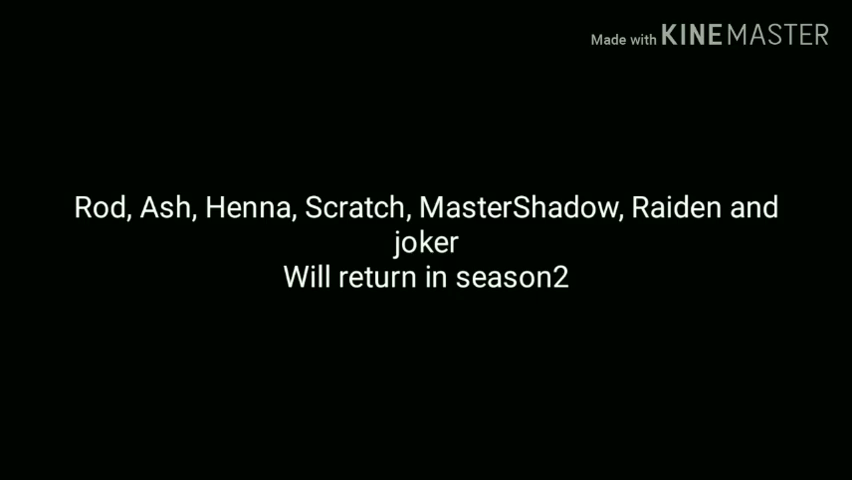 Made with KINEMASTER
Rod, Ash, Henna, Scratch, MasterShadow, Raiden and
joker
Will return in season2